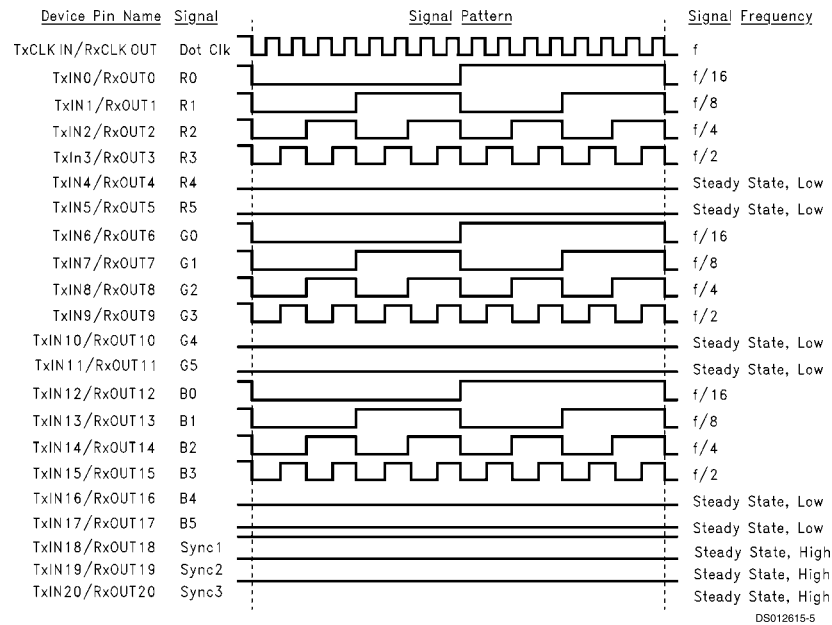 Device Pin Name Signal Signal Pattern Signal Frequency
TxCLK IN/RxCLK OUT Dot Clk f
TxIN0/RxOUT0 R0 f/16
TxIN1/RxOUT1 R1 f/8
TxIN2/RxOUT2 R2 f/4
TxIn3/RxOUT3 R3 f/2
TxIN4/RxOUT4 R4 Steady State, Low
TxIN5/RxOUT5 R5 Steady State, Low
TxIN6/RxOUT6 G0 f/16
TxIN7/RxOUT7 G1 f/8
TxIN8/RxOUT8 G2 f/4
TxIN9/RxOUT9 G3 f/2
TxIN10/RxOUT10 G4 Steady State, Low
TxIN11/RxOUT11 G5 Steady State, Low
TxIN12/RxOUT12 B0 f/16
TxIN13/RxOUT13 B1 f/8
TxIN14/RxOUT14 B2 f/4
TxIN15/RxOUT15 B3 f/2
TxIN16/RxOUT16 B4 Steady State, Low
TxIN17/RxOUT17 B5 Steady State, Low
TxIN18/RxOUT18 Sync1 Steady State, High
TxIN19/RxOUT19 Sync2 Steady State, High
TxIN20/RxOUT20 Sync3 Steady State, High
DS012615-5